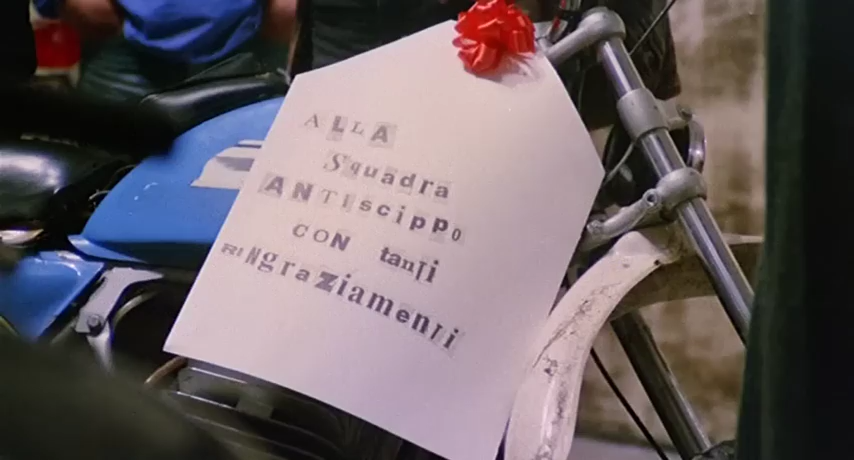 ALLA
Squadra
ANTIscippo
CON tanti
RINgraZiamenti